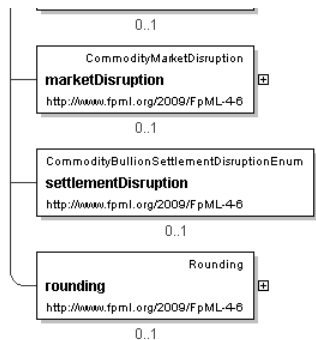 0..1
CommodityMarketDisruption
marketDisruption
http://www.fpml.org/2009/FpML-4-6
0..1
CommodityBullionSettlementDisruptionEnum
settlementDisruption
http://www.fpml.org/2009/FpML-4-6
0..1
Rounding
rounding
http://www.fpml.org/2009/FpML-4-6
0..1